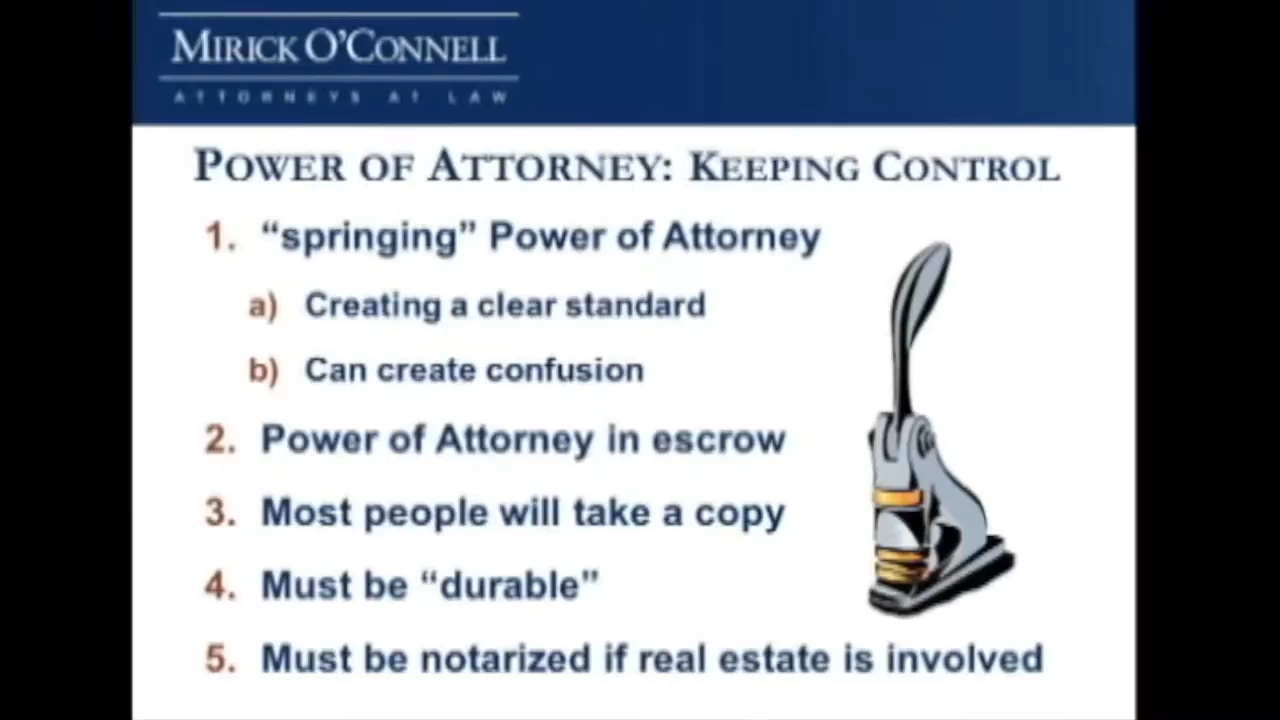 MIRICK O'CONNELL
ATTORNEYS AT LAW
POWER OF ATTORNEY: KEEPING CONTROL
1. “springing” Power of Attorney
a) Creating a clear standard
b) Can create confusion
2. Power of Attorney in escrow
3. Most people will take a copy
4. Must be “durable”
5. Must be notarized if real estate is involved